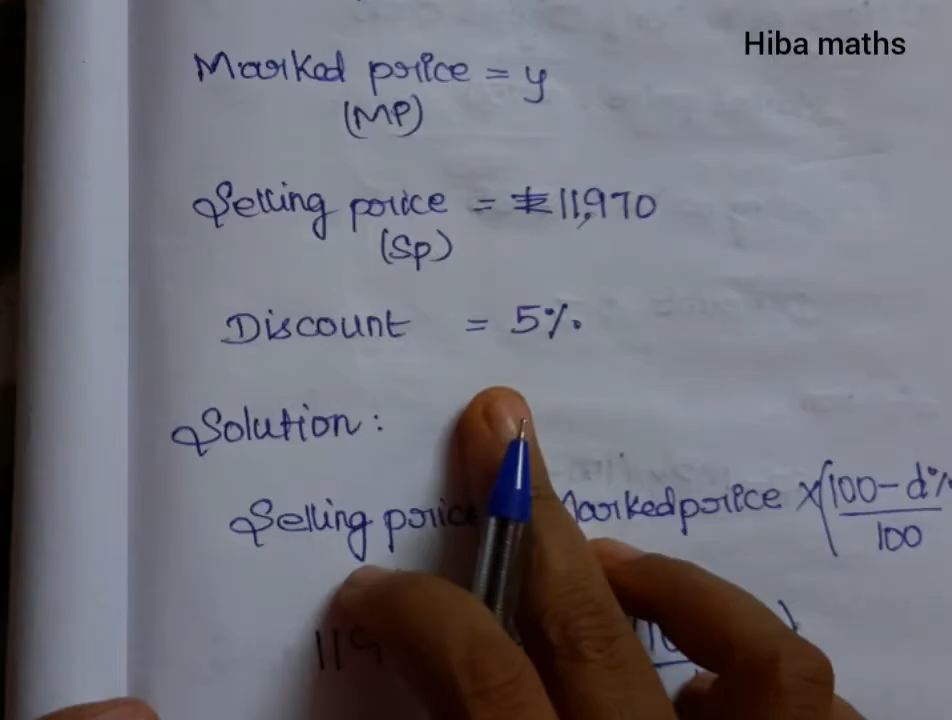 Hiba maths
Marked price = y
(MP)
Selling price = ₹11,970
(SP)
Discount = 5%
Solution:
Selling price Marked price × (100 - d%
100
119